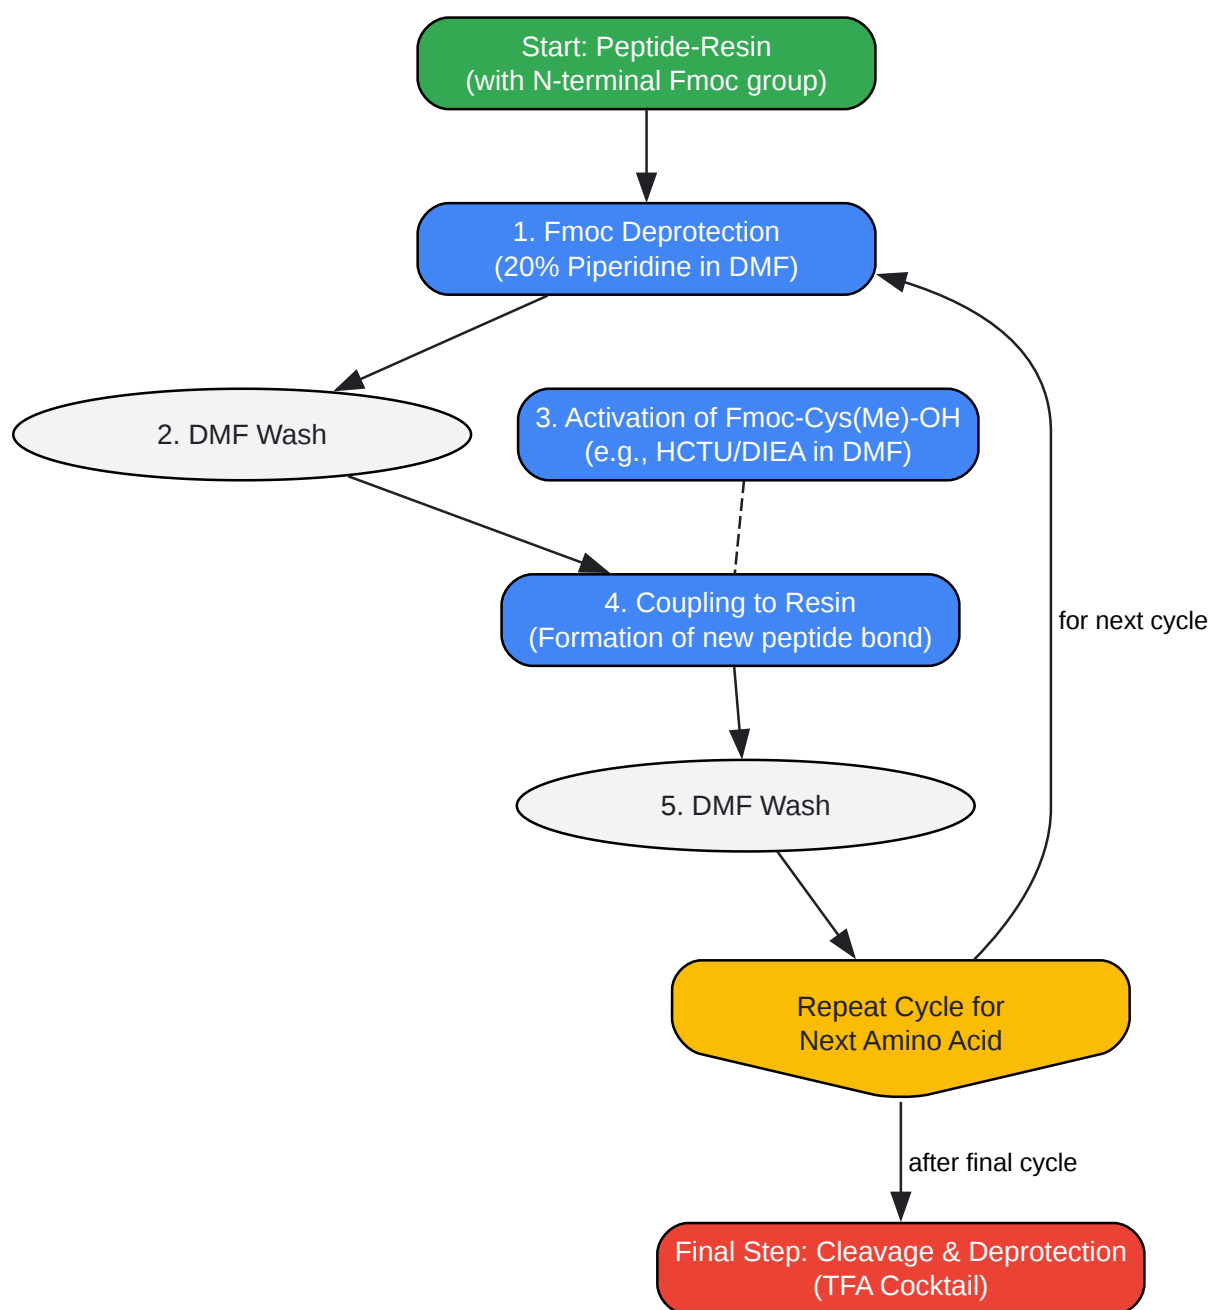 Start: Peptide-Resin
(with N-terminal Fmoc group)
1. Fmoc Deprotection
(20% Piperidine in DMF)
2. DMF Wash
3. Activation of Fmoc-Cys(Me)-OH
(e.g., HCTU/DIEA in DMF)
4. Coupling to Resin
(Formation of new peptide bond)
for next cycle
5. DMF Wash
Repeat Cycle for
Next Amino Acid
after final cycle
Final Step: Cleavage & Deprotection
(TFA Cocktail)